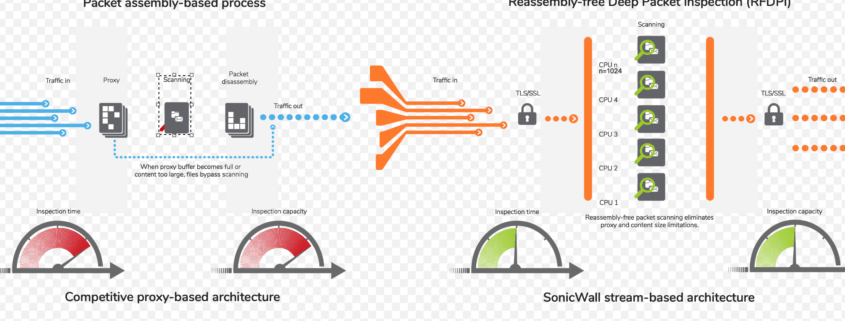 Packet assembly-based process
Traffic in
Proxy
Scanning
Packet
disassembly
Traffic out
When proxy buffer becomes full or
content too large, files bypass scanning
Inspection time
Inspection capacity
Competitive proxy-based architecture
Reassembly-free Deep Packet Inspection (RFDPI)
Scanning
Traffic in
TLS/SSL
CPU n
n=1024
CPU 4
CPU 3
CPU 2
CPU 1
TLS/SSL
Traffic out
Reassembly-free packet scanning eliminates
proxy and content size limitations.
Inspection time
Inspection capacity
SonicWall stream-based architecture